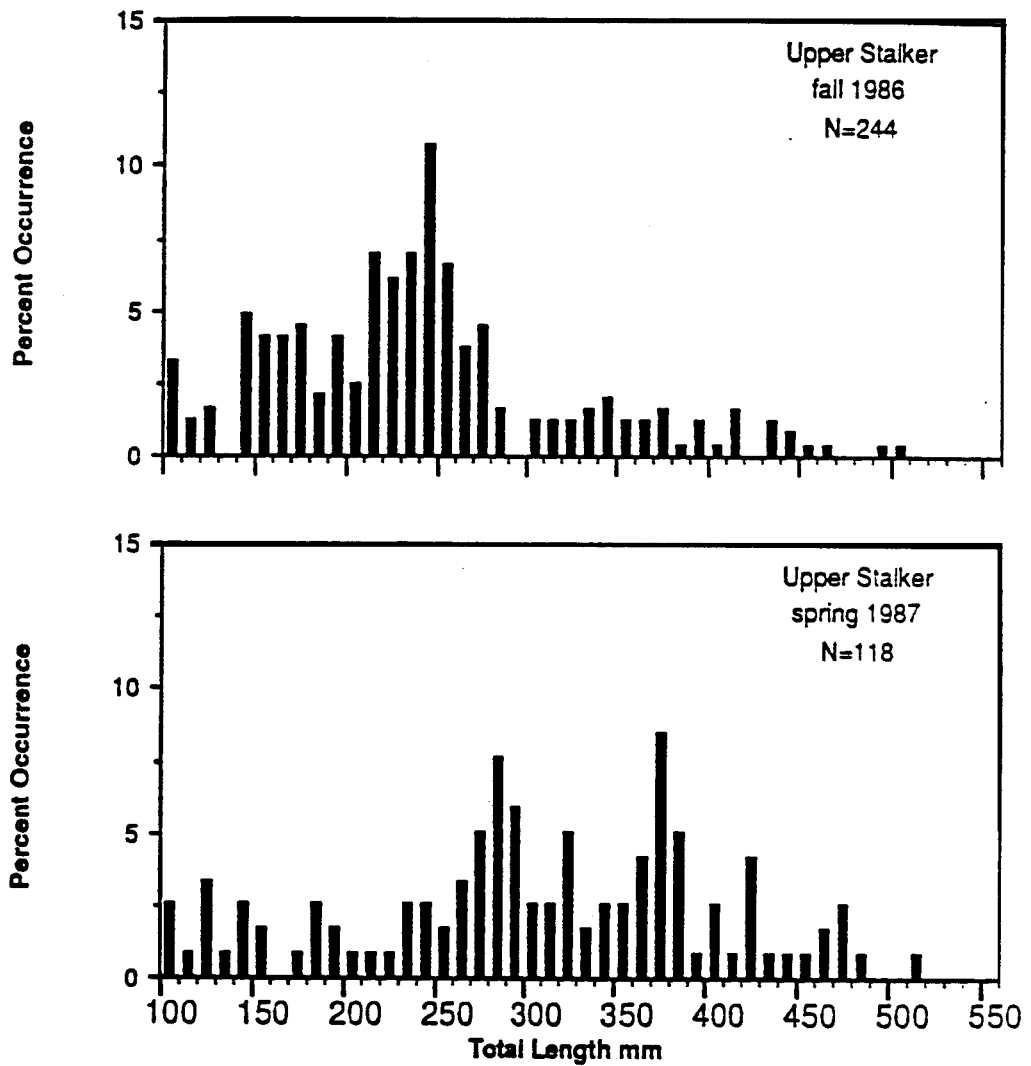 15
Upper Stalker
fall 1986
N=244
10
5
0
Percent Occurrence
15
Upper Stalker
spring 1987
N=118
10
5
0
Percent Occurrence
100 150 200 250 300 350 400 450 500 550
Total Length mm